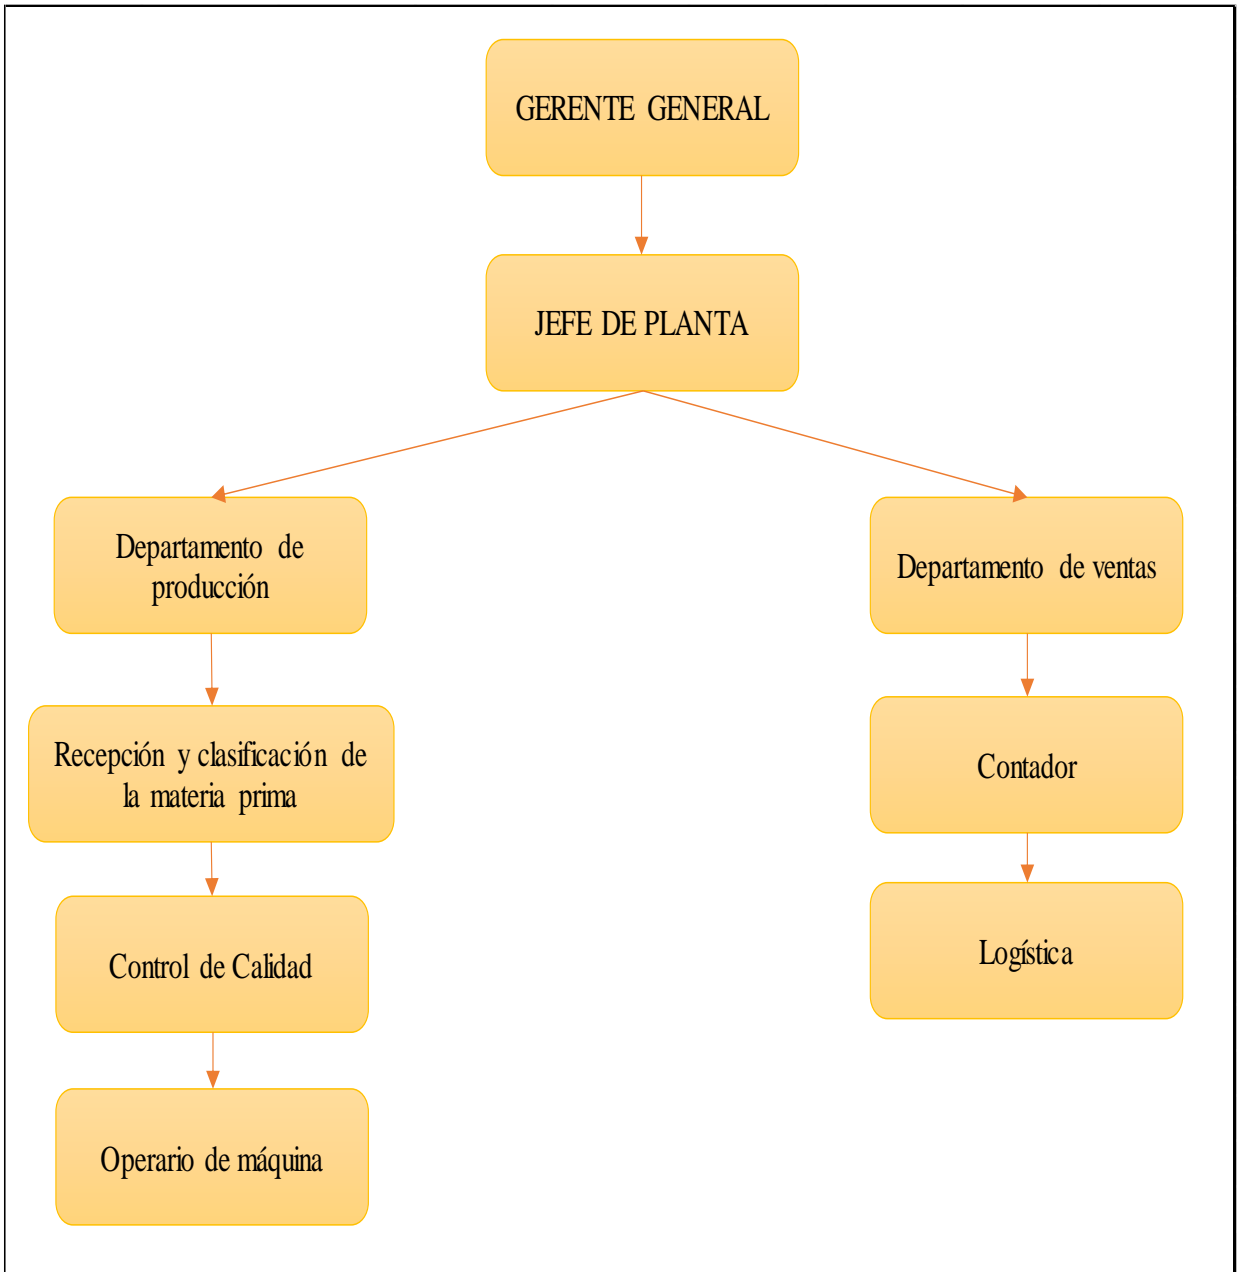 GERENTE GENERAL
JEFE DE PLANTA
Departamento de
producción
Departamento de ventas
Recepción y clasificación de
la materia prima
Contador
Control de Calidad
Logística
Operario de máquina